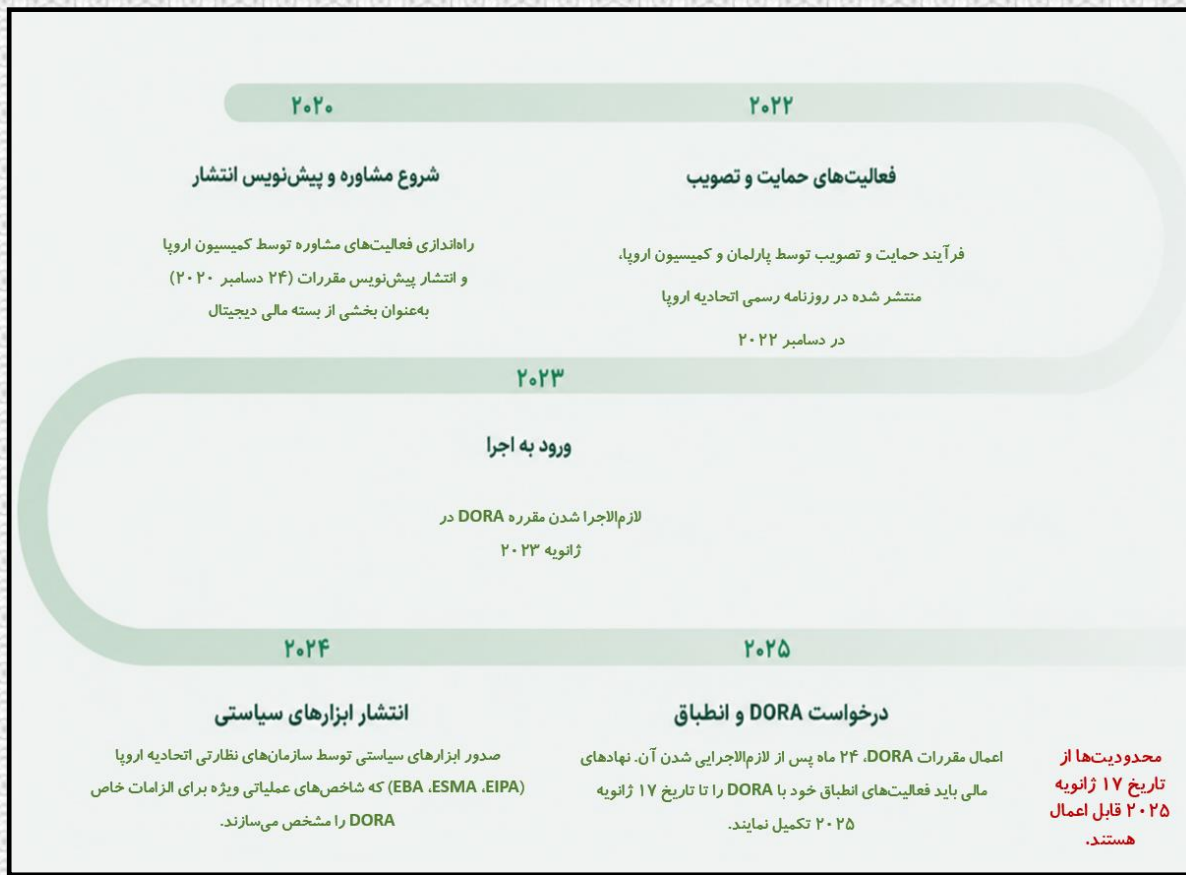 ۲۰۲۰
شروع مشاوره و پیش‌نویس انتشار
راه‌اندازی فعالیت‌های مشاوره توسط کمیسیون اروپا
و انتشار پیش‌نویس مقررات (۲۴ دسامبر ۲۰۲۰)
به‌عنوان بخشی از بسته مالی دیجیتال
۲۰۲۲
فعالیت‌های حمایت و تصویب
فرآیند حمایت و تصویب توسط پارلمان و کمیسیون اروپا،
منتشر شده در روزنامه رسمی اتحادیه اروپا
در دسامبر ۲۰۲۲
۲۰۲۳
ورود به اجرا
لازم‌الاجرا شدن مقرره DORA در
ژانویه ۲۰۲۳
۲۰۲۴
انتشار ابزارهای سیاستی
صدور ابزارهای سیاستی توسط سازمان‌های نظارتی اتحادیه اروپا
(EBA ،ESMA ،EIPA) که شاخص‌های عملیاتی ویژه برای الزامات خاص
DORA را مشخص می‌سازند.
۲۰۲۵
درخواست DORA و انطباق
اعمال مقررات DORA، ۲۴ ماه پس از لازم‌الاجرایی شدن آن. نهادهای
مالی باید فعالیت‌های انطباق خود با DORA را تا تاریخ ۱۷ ژانویه
۲۰۲۵ تکمیل نمایند.
محدودیت‌ها از
تاریخ ۱۷ ژانویه
۲۰۲۵ قابل اعمال
هستند.